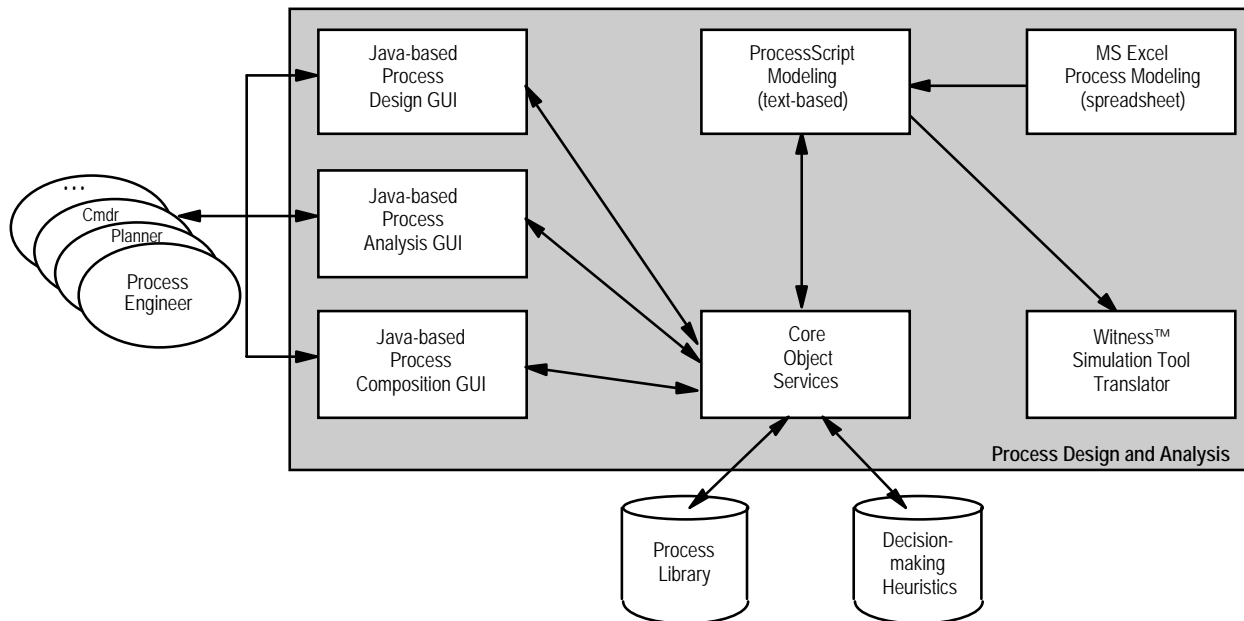 Java-based
Process
Design GUI
ProcessScript
Modeling
(text-based)
MS Excel
Process Modeling
(spreadsheet)
...
Cmdr
Planner
Process
Engineer
Java-based
Process
Analysis GUI
Java-based
Process
Composition GUI
Core
Object
Services
Witness™
Simulation Tool
Translator
Process Design and Analysis
Process
Library
Decision-
making
Heuristics